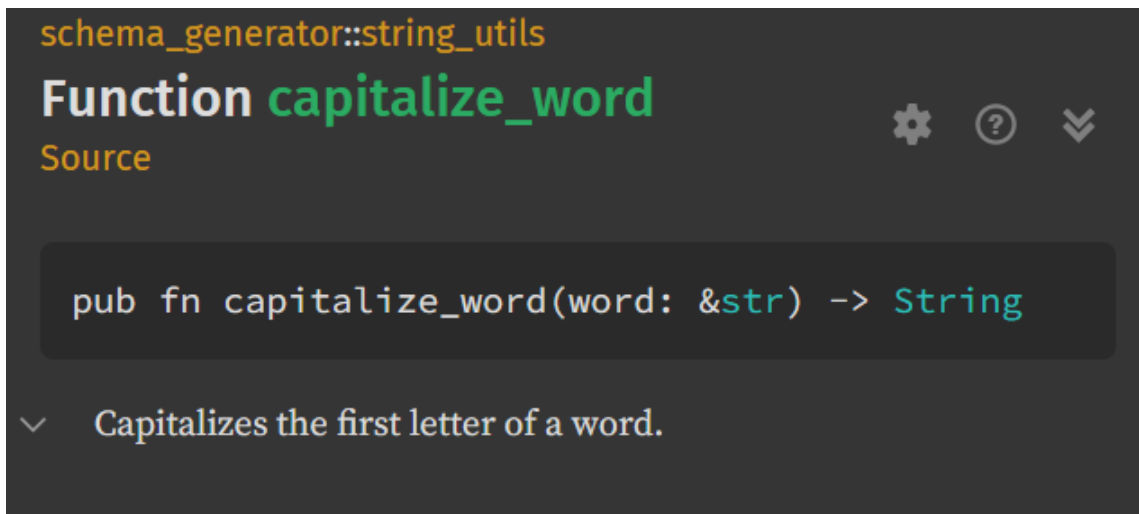 schema_generator::string_utils
Function capitalize_word
Source
pub fn capitalize_word(word: &str) -> String
Capitalizes the first letter of a word.